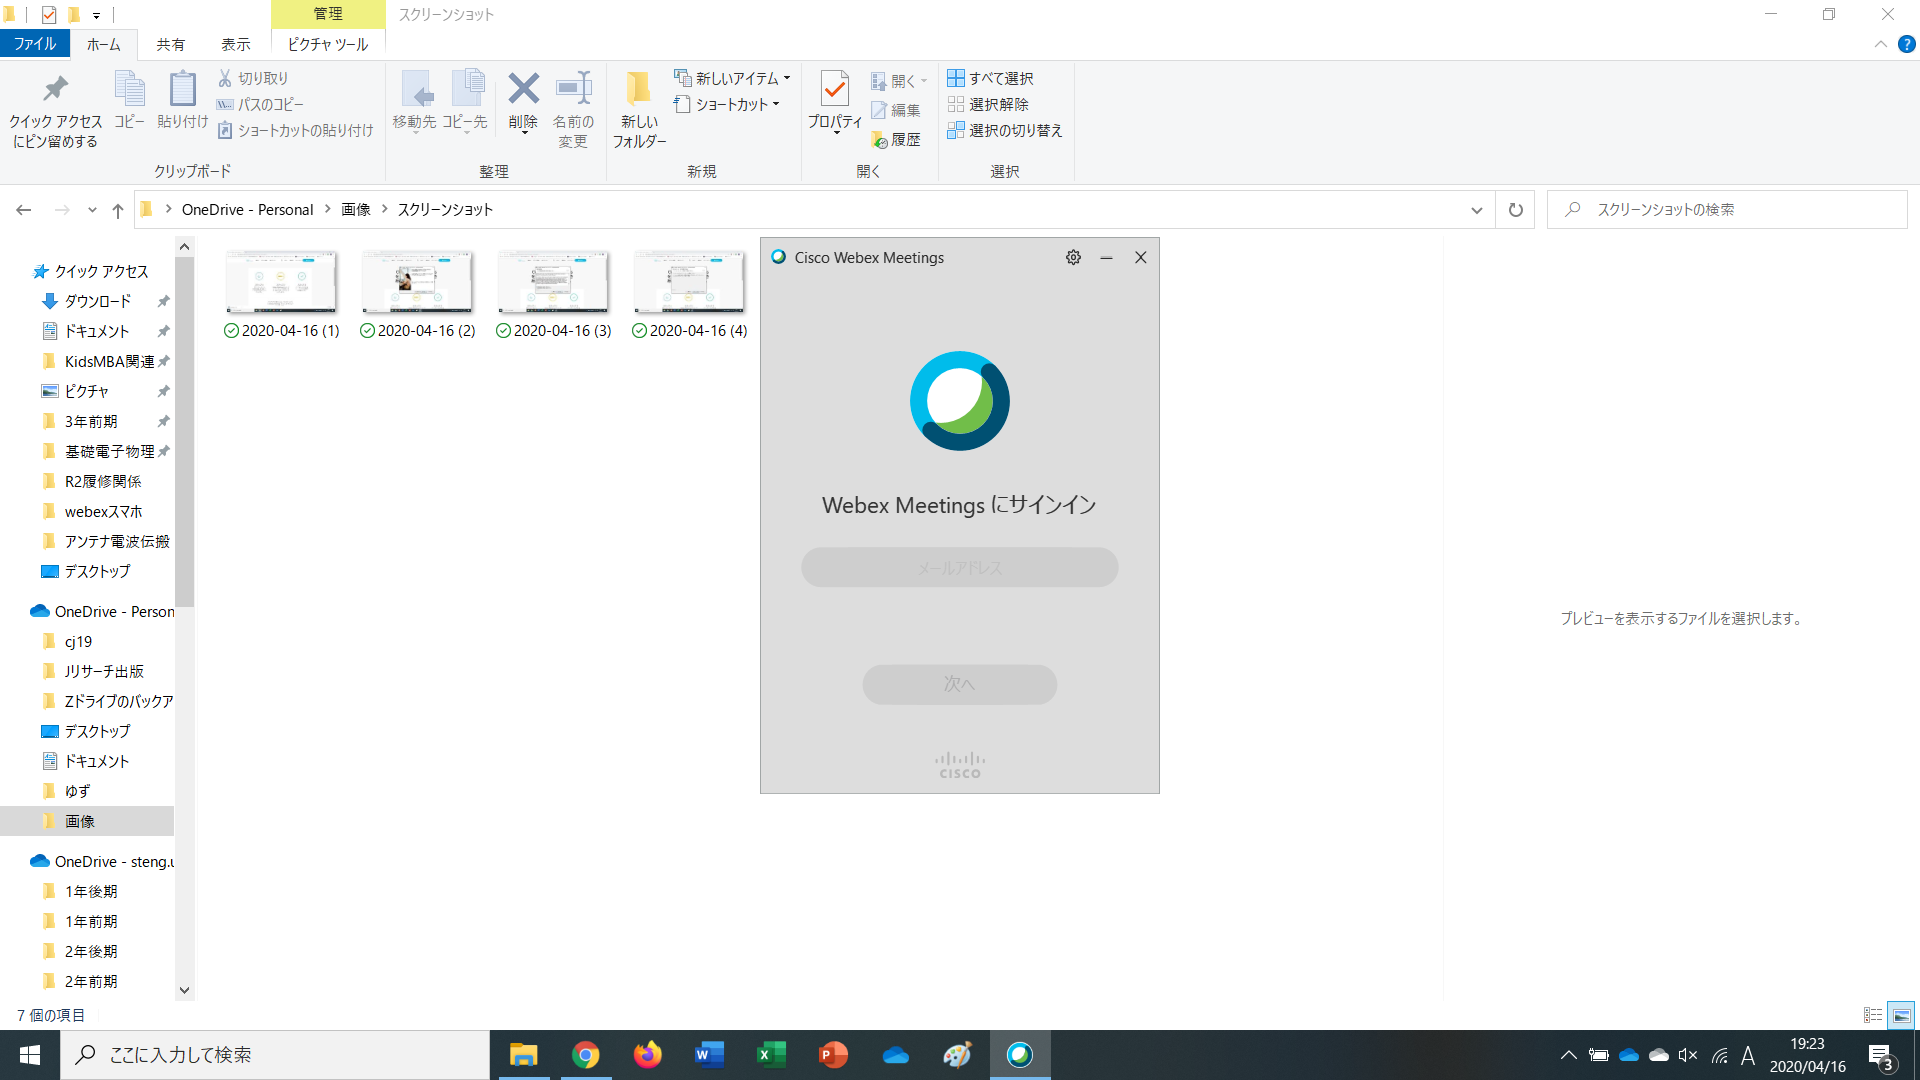 管理
スクリーンショット
ファイル
ホーム
共有
表示
ピクチャ ツール
クイック アクセス
にピン留めする
コピー
貼り付け
切り取り
パスのコピー
ショートカットの貼り付け
クリップボード
移動先
コピー先
削除
名前の
変更
整理
新しい
フォルダー
新しいアイテム
ショートカット
新規
プロパティ
開く
編集
履歴
開く
すべて選択
選択解除
選択の切り替え
選択
OneDrive - Personal
画像
スクリーンショット
スクリーンショットの検索
クイック アクセス
ダウンロード
ドキュメント
KidsMBA関連
ピクチャ
3年前期
基礎電子物理
R2履修関係
webexスマホ
アンテナ電波伝搬
デスクトップ
OneDrive - Person
cj19
Jリサーチ出版
Zドライブのバックア
デスクトップ
ドキュメント
ゆず
画像
OneDrive - steng.u
1年後期
1年前期
2年後期
2年前期
2020-04-16 (1)
2020-04-16 (2)
2020-04-16 (3)
2020-04-16 (4)
Cisco Webex Meetings
Webex Meetings にサインイン
メールアドレス
次へ
CISCO
プレビューを表示するファイルを選択します。
7 個の項目
ここに入力して検索
A
19:23
2020/04/16
3